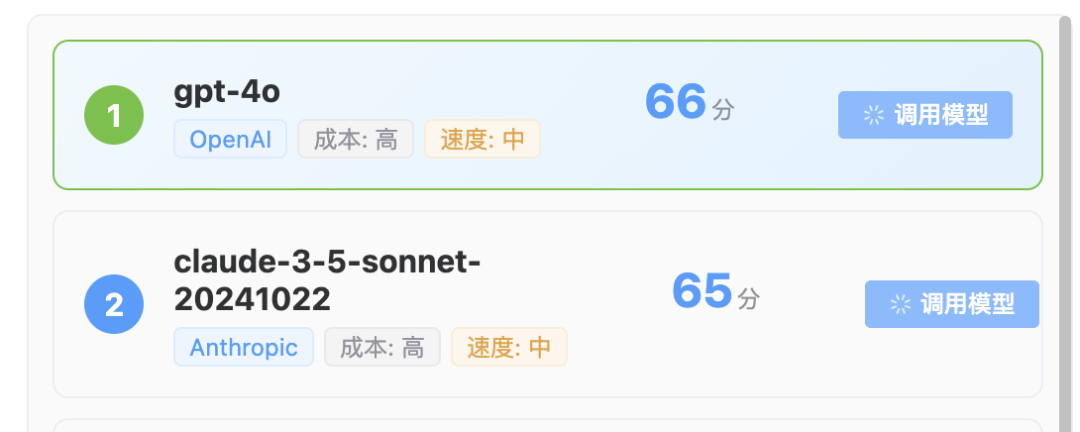 1
gpt-4o
OpenAI 成本: 高 速度: 中
66分
调用模型
2
claude-3-5-sonnet-
20241022
Anthropic 成本: 高 速度: 中
65分
调用模型